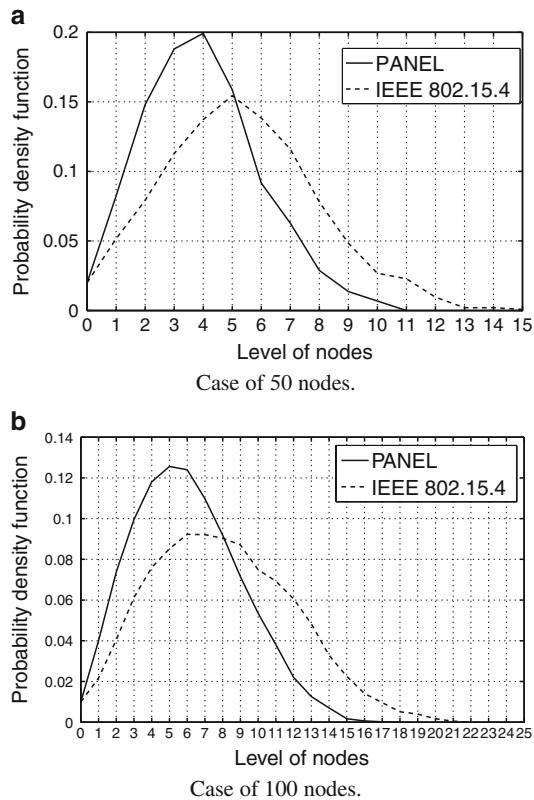 a
Probability density function
0.2
0.15
0.1
0.05
0
PANEL
IEEE 802.15.4
0 1 2 3 4 5 6 7 8 9 10 11 12 13 14 15
Level of nodes
Case of 50 nodes.
b
Probability density function
0.14
0.12
0.1
0.08
0.06
0.04
0.02
0
PANEL
IEEE 802.15.4
0 1 2 3 4 5 6 7 8 9 10 11 12 13 14 15 16 17 18 19 20 21 22 23 24 25
Level of nodes
Case of 100 nodes.